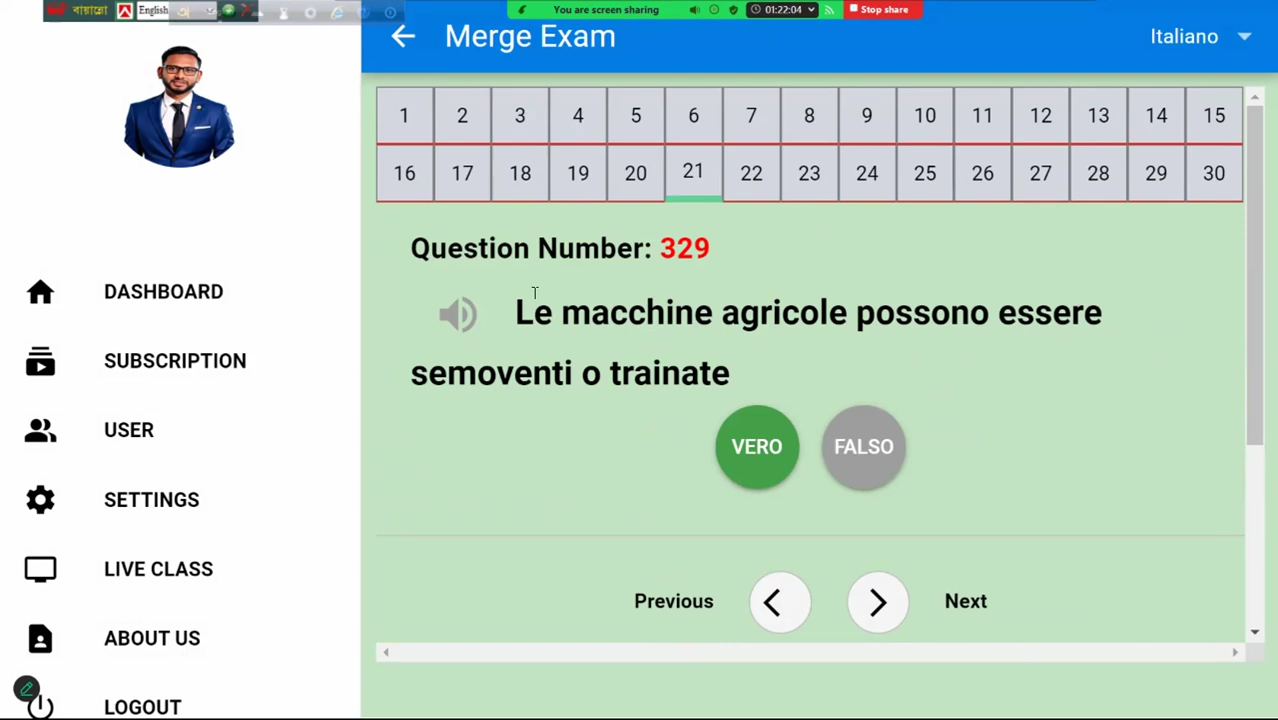 বায়ান্নো English You are screen sharing 01:22:04 Stop share
Merge Exam Italiano
1 2 3 4 5 6 7 8 9 10 11 12 13 14 15
16 17 18 19 20 21 22 23 24 25 26 27 28 29 30
Question Number: 329
Le macchine agricole possono essere
semoventi o trainate
VERO FALSO
Previous Next
DASHBOARD
SUBSCRIPTION
USER
SETTINGS
LIVE CLASS
ABOUT US
LOGOUT